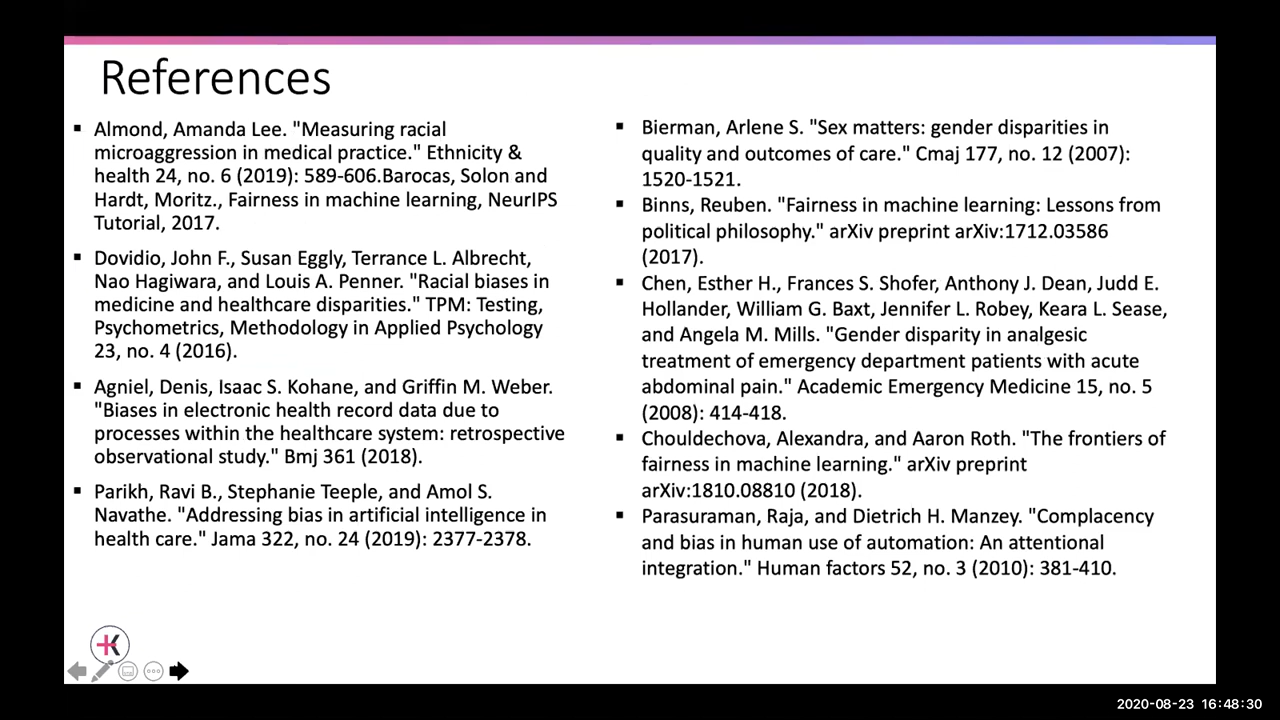 References
▪ Almond, Amanda Lee. "Measuring racial
microaggression in medical practice." Ethnicity &
health 24, no. 6 (2019): 589-606.Barocas, Solon and
Hardt, Moritz., Fairness in machine learning, NeurIPS
Tutorial, 2017.
▪ Dovidio, John F., Susan Eggly, Terrance L. Albrecht,
Nao Hagiwara, and Louis A. Penner. "Racial biases in
medicine and healthcare disparities." TPM: Testing,
Psychometrics, Methodology in Applied Psychology
23, no. 4 (2016).
▪ Agniel, Denis, Isaac S. Kohane, and Griffin M. Weber.
"Biases in electronic health record data due to
processes within the healthcare system: retrospective
observational study." Bmj 361 (2018).
▪ Parikh, Ravi B., Stephanie Teeple, and Amol S.
Navathe. "Addressing bias in artificial intelligence in
health care." Jama 322, no. 24 (2019): 2377-2378.
▪ Bierman, Arlene S. "Sex matters: gender disparities in
quality and outcomes of care." Cmaj 177, no. 12 (2007):
1520-1521.
▪ Binns, Reuben. "Fairness in machine learning: Lessons from
political philosophy." arXiv preprint arXiv:1712.03586
(2017).
▪ Chen, Esther H., Frances S. Shofer, Anthony J. Dean, Judd E.
Hollander, William G. Baxt, Jennifer L. Robey, Keara L. Sease,
and Angela M. Mills. "Gender disparity in analgesic
treatment of emergency department patients with acute
abdominal pain." Academic Emergency Medicine 15, no. 5
(2008): 414-418.
▪ Chouldechova, Alexandra, and Aaron Roth. "The frontiers of
fairness in machine learning." arXiv preprint
arXiv:1810.08810 (2018).
▪ Parasuraman, Raja, and Dietrich H. Manzey. "Complacency
and bias in human use of automation: An attentional
integration." Human factors 52, no. 3 (2010): 381-410.
K
2020-08-23 16:48:30